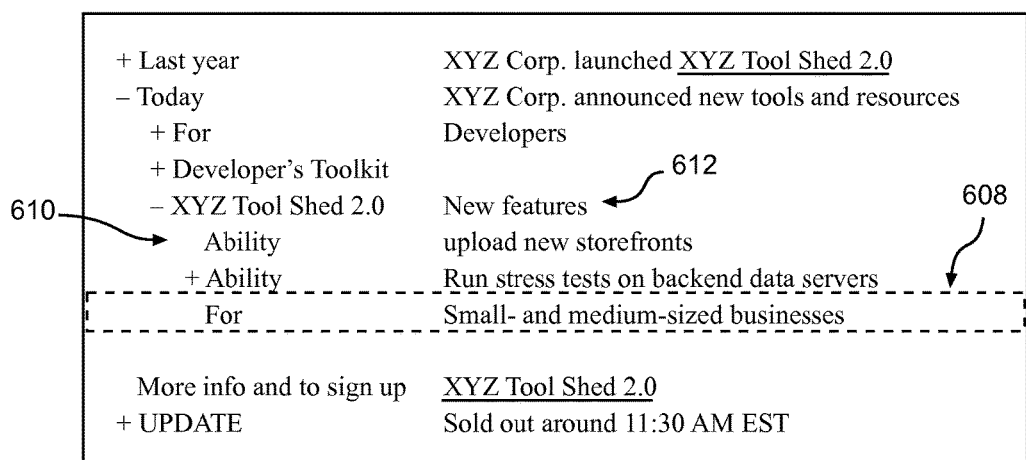 + Last year XYZ Corp. launched XYZ Tool Shed 2.0
– Today XYZ Corp. announced new tools and resources
+ For Developers
+ Developer’s Toolkit
612
– XYZ Tool Shed 2.0 New features
608
610
Ability upload new storefronts
+ Ability Run stress tests on backend data servers
For Small- and medium-sized businesses
More info and to sign up XYZ Tool Shed 2.0
+ UPDATE Sold out around 11:30 AM EST